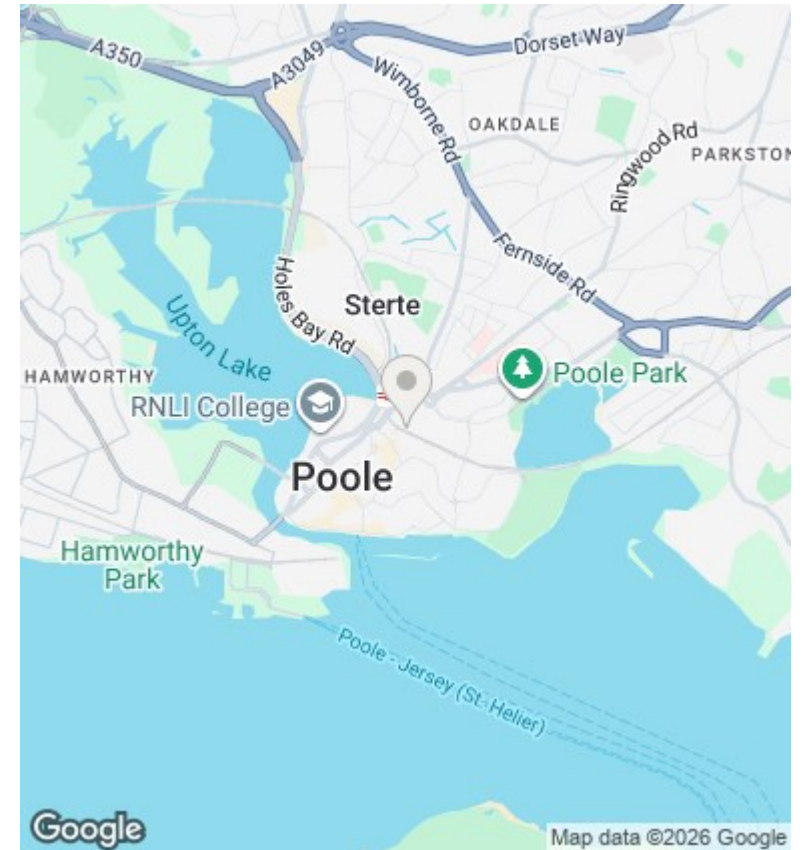 A350
A3049
Dorset Way
Wimborne Rd
OAKDALE
Ringwood Rd
PARKSTON
Fernside Rd
Holes Bay Rd
Sterte
Upton Lake
HAMWORTHY
RNLI College
Poole Park
Poole
Hamworthy
Park
Poole - Jersey (St. Helier)
Google
Map data ©2026 Google